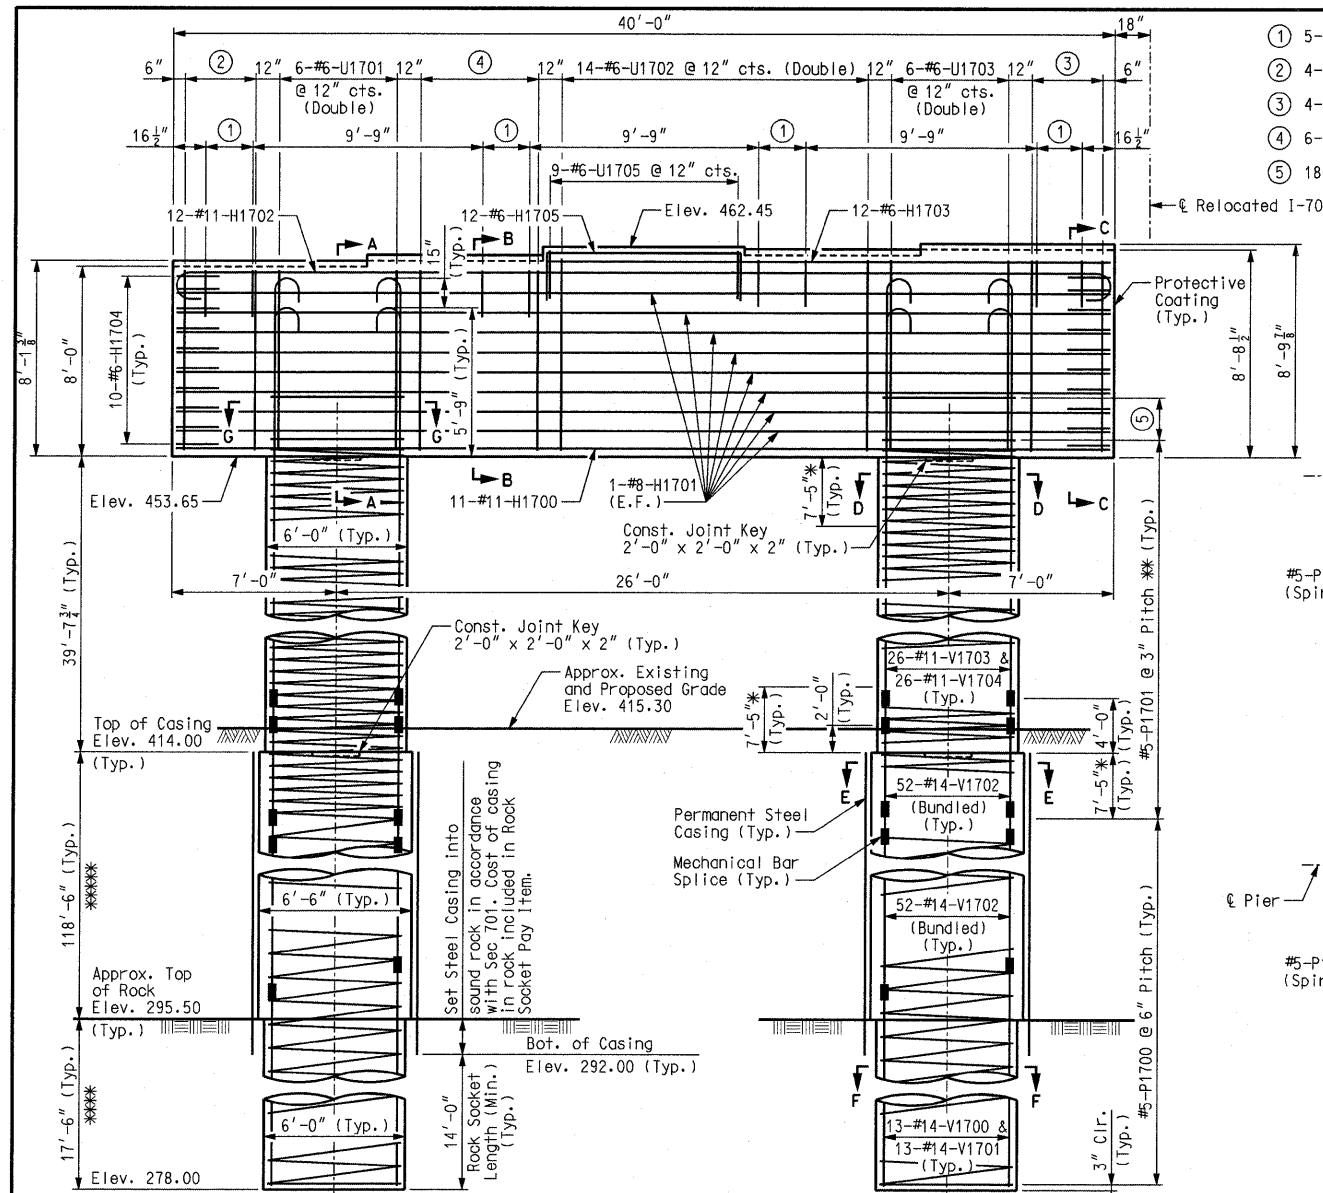 40'-0"
18"
6"
②
12"
6-#6-U1701
@ 12" cts.
(Double)
12"
④
12"
14-#6-U1702 @ 12" cts. (Double)
12"
6-#6-U1703
@ 12" cts.
(Double)
12"
③
6"
① 5-
② 4-
③ 4-
④ 6-
⑤ 18
16½"
①
9'-9"
①
9'-9"
①
9'-9"
①
16½"
9-#6-U1705 @ 12" cts.
℄ Relocated I-70
12-#11-H1702
12-#6-H1705
Elev. 462.45
12-#6-H1703
A
B
C
15"
(Typ.)
Protective
Coating
(Typ.)
8'-1⅜"
8'-0"
10-#6-H1704
(Typ.)
5'-9" (Typ.)
8'-8½"
8'-9⅞"
G
G
⑤
Elev. 453.65
A
B
11-#11-H1700
1-#8-H1701
(E.F.)
7'-5"*
(Typ.)
D
D
C
Const. Joint Key
2'-0" x 2'-0" x 2" (Typ.)
6'-0" (Typ.)
7'-0"
26'-0"
7'-0"
39'-7¾" (Typ.)
#5-P1701 @ 3" Pitch ** (Typ.)
#5-P
(Spir
Const. Joint Key
2'-0" x 2'-0" x 2" (Typ.)
Approx. Existing
and Proposed Grade
Elev. 415.30
26-#11-V1703 &
26-#11-V1704
(Typ.)
7'-5"*
(Typ.)
2'-0"
(Typ.)
4'-0"
(Typ.)
Top of Casing
Elev. 414.00
(Typ.)
7'-5"*
(Typ.)
E
E
52-#14-V1702
(Bundled)
(Typ.)
Permanent Steel
Casing (Typ.)
Mechanical Bar
Splice (Typ.)
Set Steel Casing into
sound rock in accordance
with Sec 701. Cost of casing
in rock included in Rock
Socket Pay Item.
118'-6" (Typ.)
****
6'-6" (Typ.)
52-#14-V1702
(Bundled)
(Typ.)
℄ Pier
#5-P1700 @ 6" Pitch (Typ.)
#5-P1
(Spir
Approx. Top
of Rock
Elev. 295.50
(Typ.)
Bot. of Casing
Elev. 292.00 (Typ.)
17'-6" (Typ.)
****
14'-0"
Rock Socket
Length (Min.)
(Typ.)
F
F
6'-0" (Typ.)
13-#14-V1700 &
13-#14-V1701
(Typ.)
3" Clr.
(Typ.)
Elev. 278.00